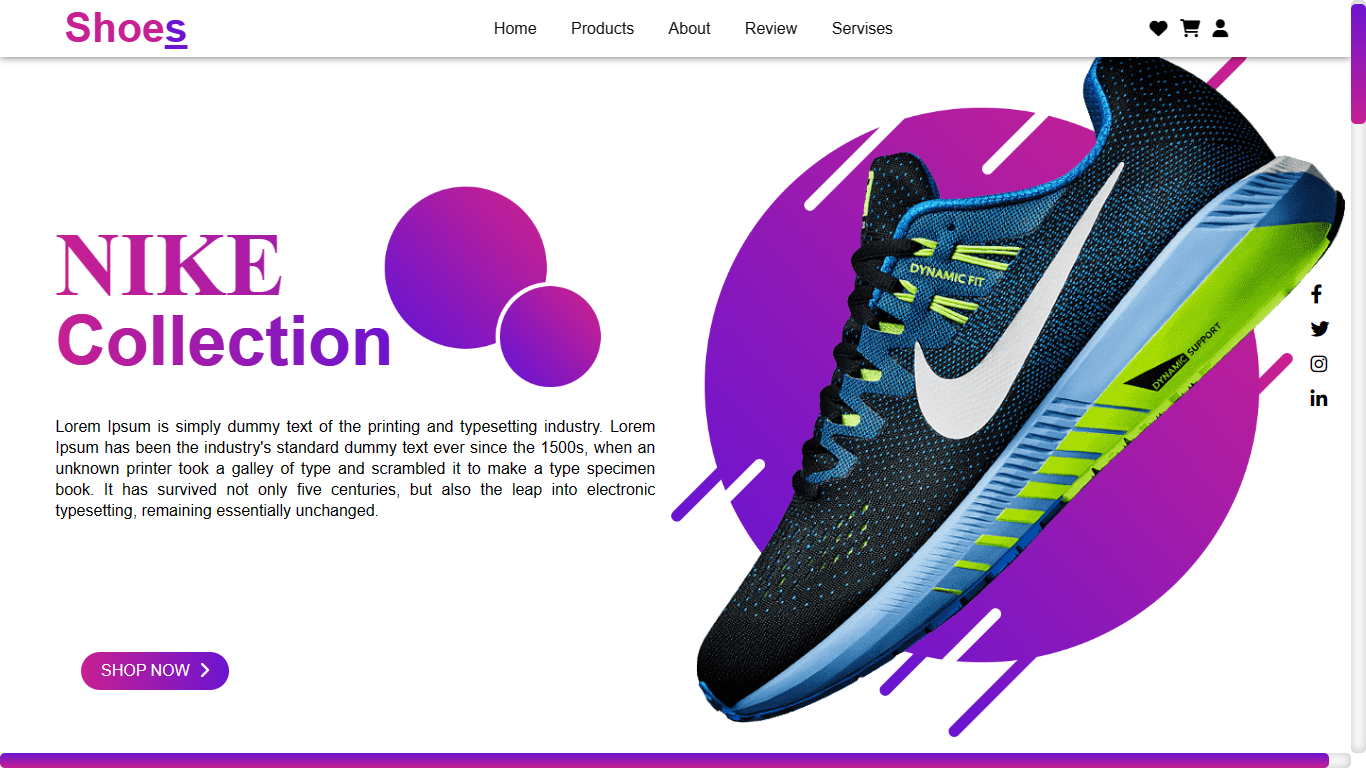 Shoes
Home Products About Review Servises
NIKE
Collection
Lorem Ipsum is simply dummy text of the printing and typesetting industry. Lorem
Ipsum has been the industry's standard dummy text ever since the 1500s, when an
unknown printer took a galley of type and scrambled it to make a type specimen
book. It has survived not only five centuries, but also the leap into electronic
typesetting, remaining essentially unchanged.
SHOP NOW
DYNAMIC FIT
DYNAMIC SUPPORT